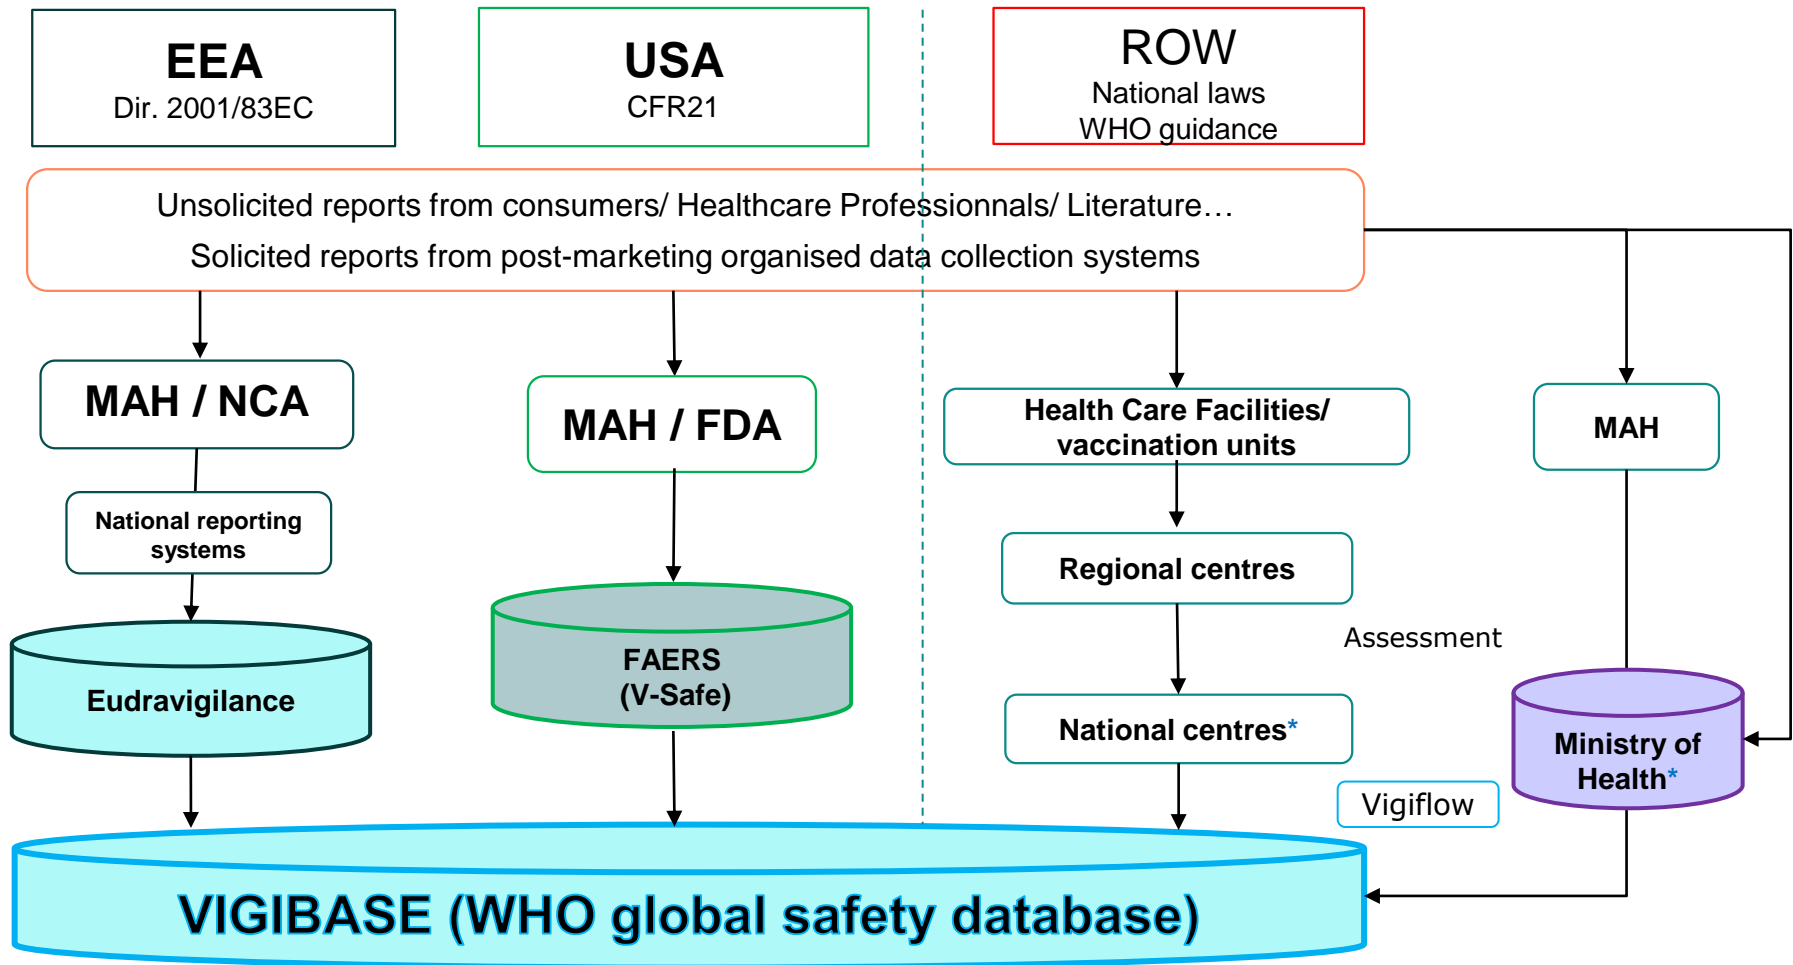 EEA
Dir. 2001/83EC
USA
CFR21
ROW
National laws
WHO guidance
Unsolicited reports from consumers/ Healthcare Professionnals/ Literature…
Solicited reports from post-marketing organised data collection systems
MAH / NCA
MAH / FDA
Health Care Facilities/
vaccination units
MAH
National reporting
systems
Regional centres
Eudravigilance
FAERS
(V-Safe)
Assessment
National centres*
Ministry of
Health*
Vigiflow
VIGIBASE (WHO global safety database)